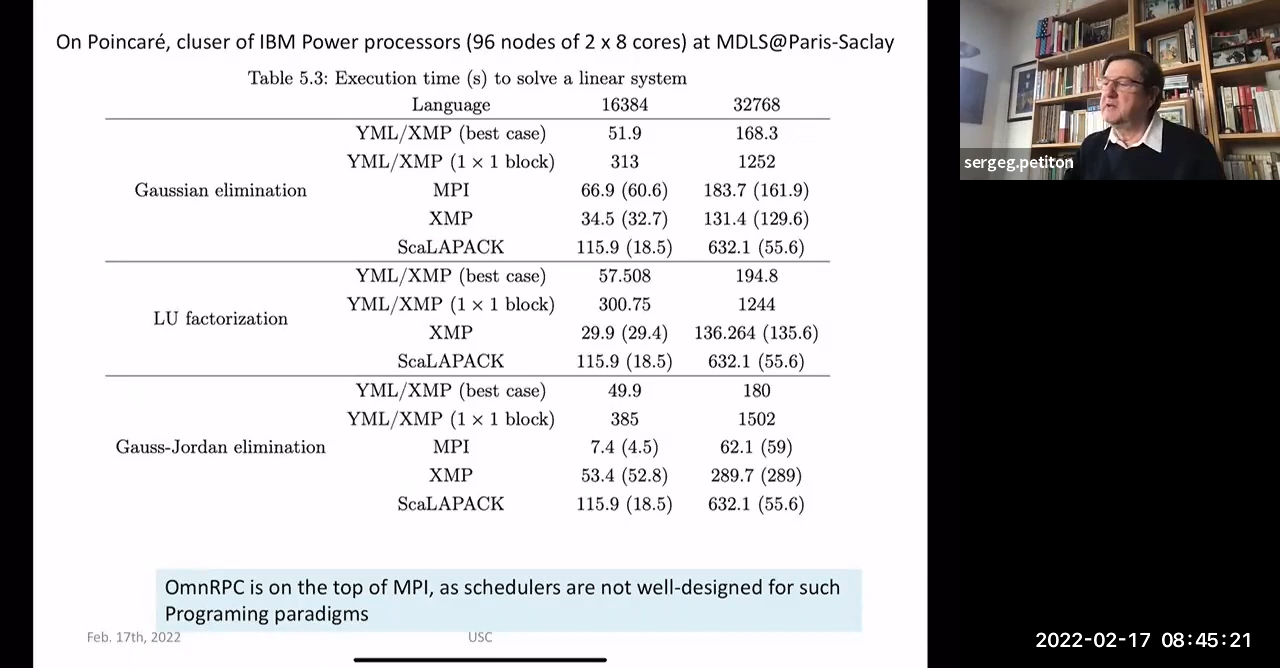 On Poincaré, cluser of IBM Power processors (96 nodes of 2 x 8 cores) at MDLS@Paris-Saclay
Table 5.3: Execution time (s) to solve a linear system
Language 16384 32768
YML/XMP (best case) 51.9 168.3
YML/XMP (1 × 1 block) 313 1252
Gaussian elimination MPI 66.9 (60.6) 183.7 (161.9)
XMP 34.5 (32.7) 131.4 (129.6)
ScaLAPACK 115.9 (18.5) 632.1 (55.6)
YML/XMP (best case) 57.508 194.8
YML/XMP (1 × 1 block) 300.75 1244
LU factorization
XMP 29.9 (29.4) 136.264 (135.6)
ScaLAPACK 115.9 (18.5) 632.1 (55.6)
YML/XMP (best case) 49.9 180
YML/XMP (1 × 1 block) 385 1502
Gauss-Jordan elimination MPI 7.4 (4.5) 62.1 (59)
XMP 53.4 (52.8) 289.7 (289)
ScaLAPACK 115.9 (18.5) 632.1 (55.6)
OmnRPC is on the top of MPI, as schedulers are not well-designed for such
Programing paradigms
Feb. 17th, 2022 USC
sergeg.petiton
2022-02-17 08:45:21